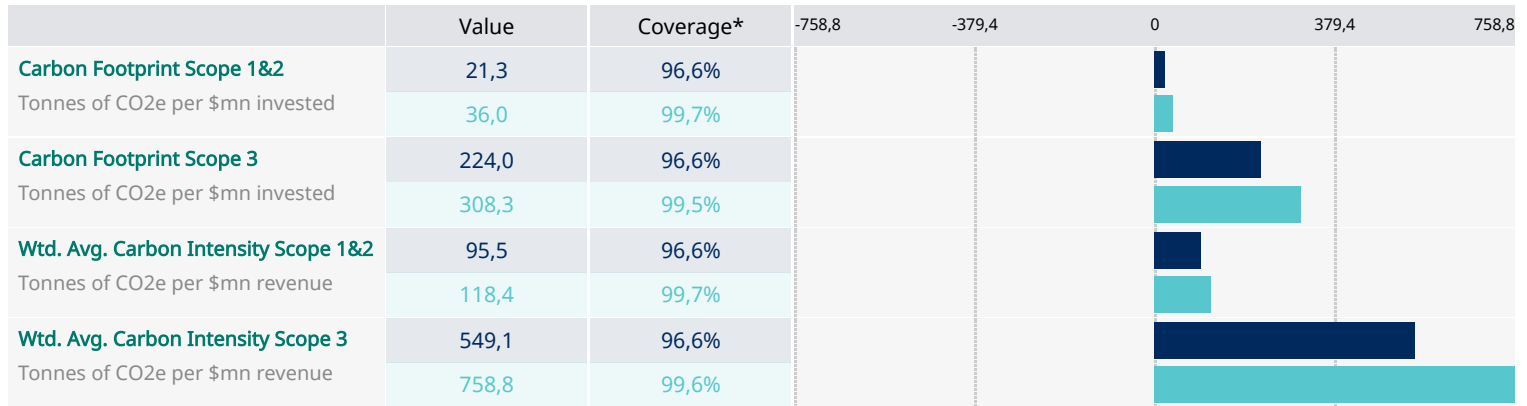 Value Coverage* -758,8 -379,4 0 379,4 758,8
Carbon Footprint Scope 1&2 21,3 96,6%
Tonnes of CO2e per $mn invested 36,0 99,7%
Carbon Footprint Scope 3 224,0 96,6%
Tonnes of CO2e per $mn invested 308,3 99,5%
Wtd. Avg. Carbon Intensity Scope 1&2 95,5 96,6%
Tonnes of CO2e per $mn revenue 118,4 99,7%
Wtd. Avg. Carbon Intensity Scope 3 549,1 96,6%
Tonnes of CO2e per $mn revenue 758,8 99,6%